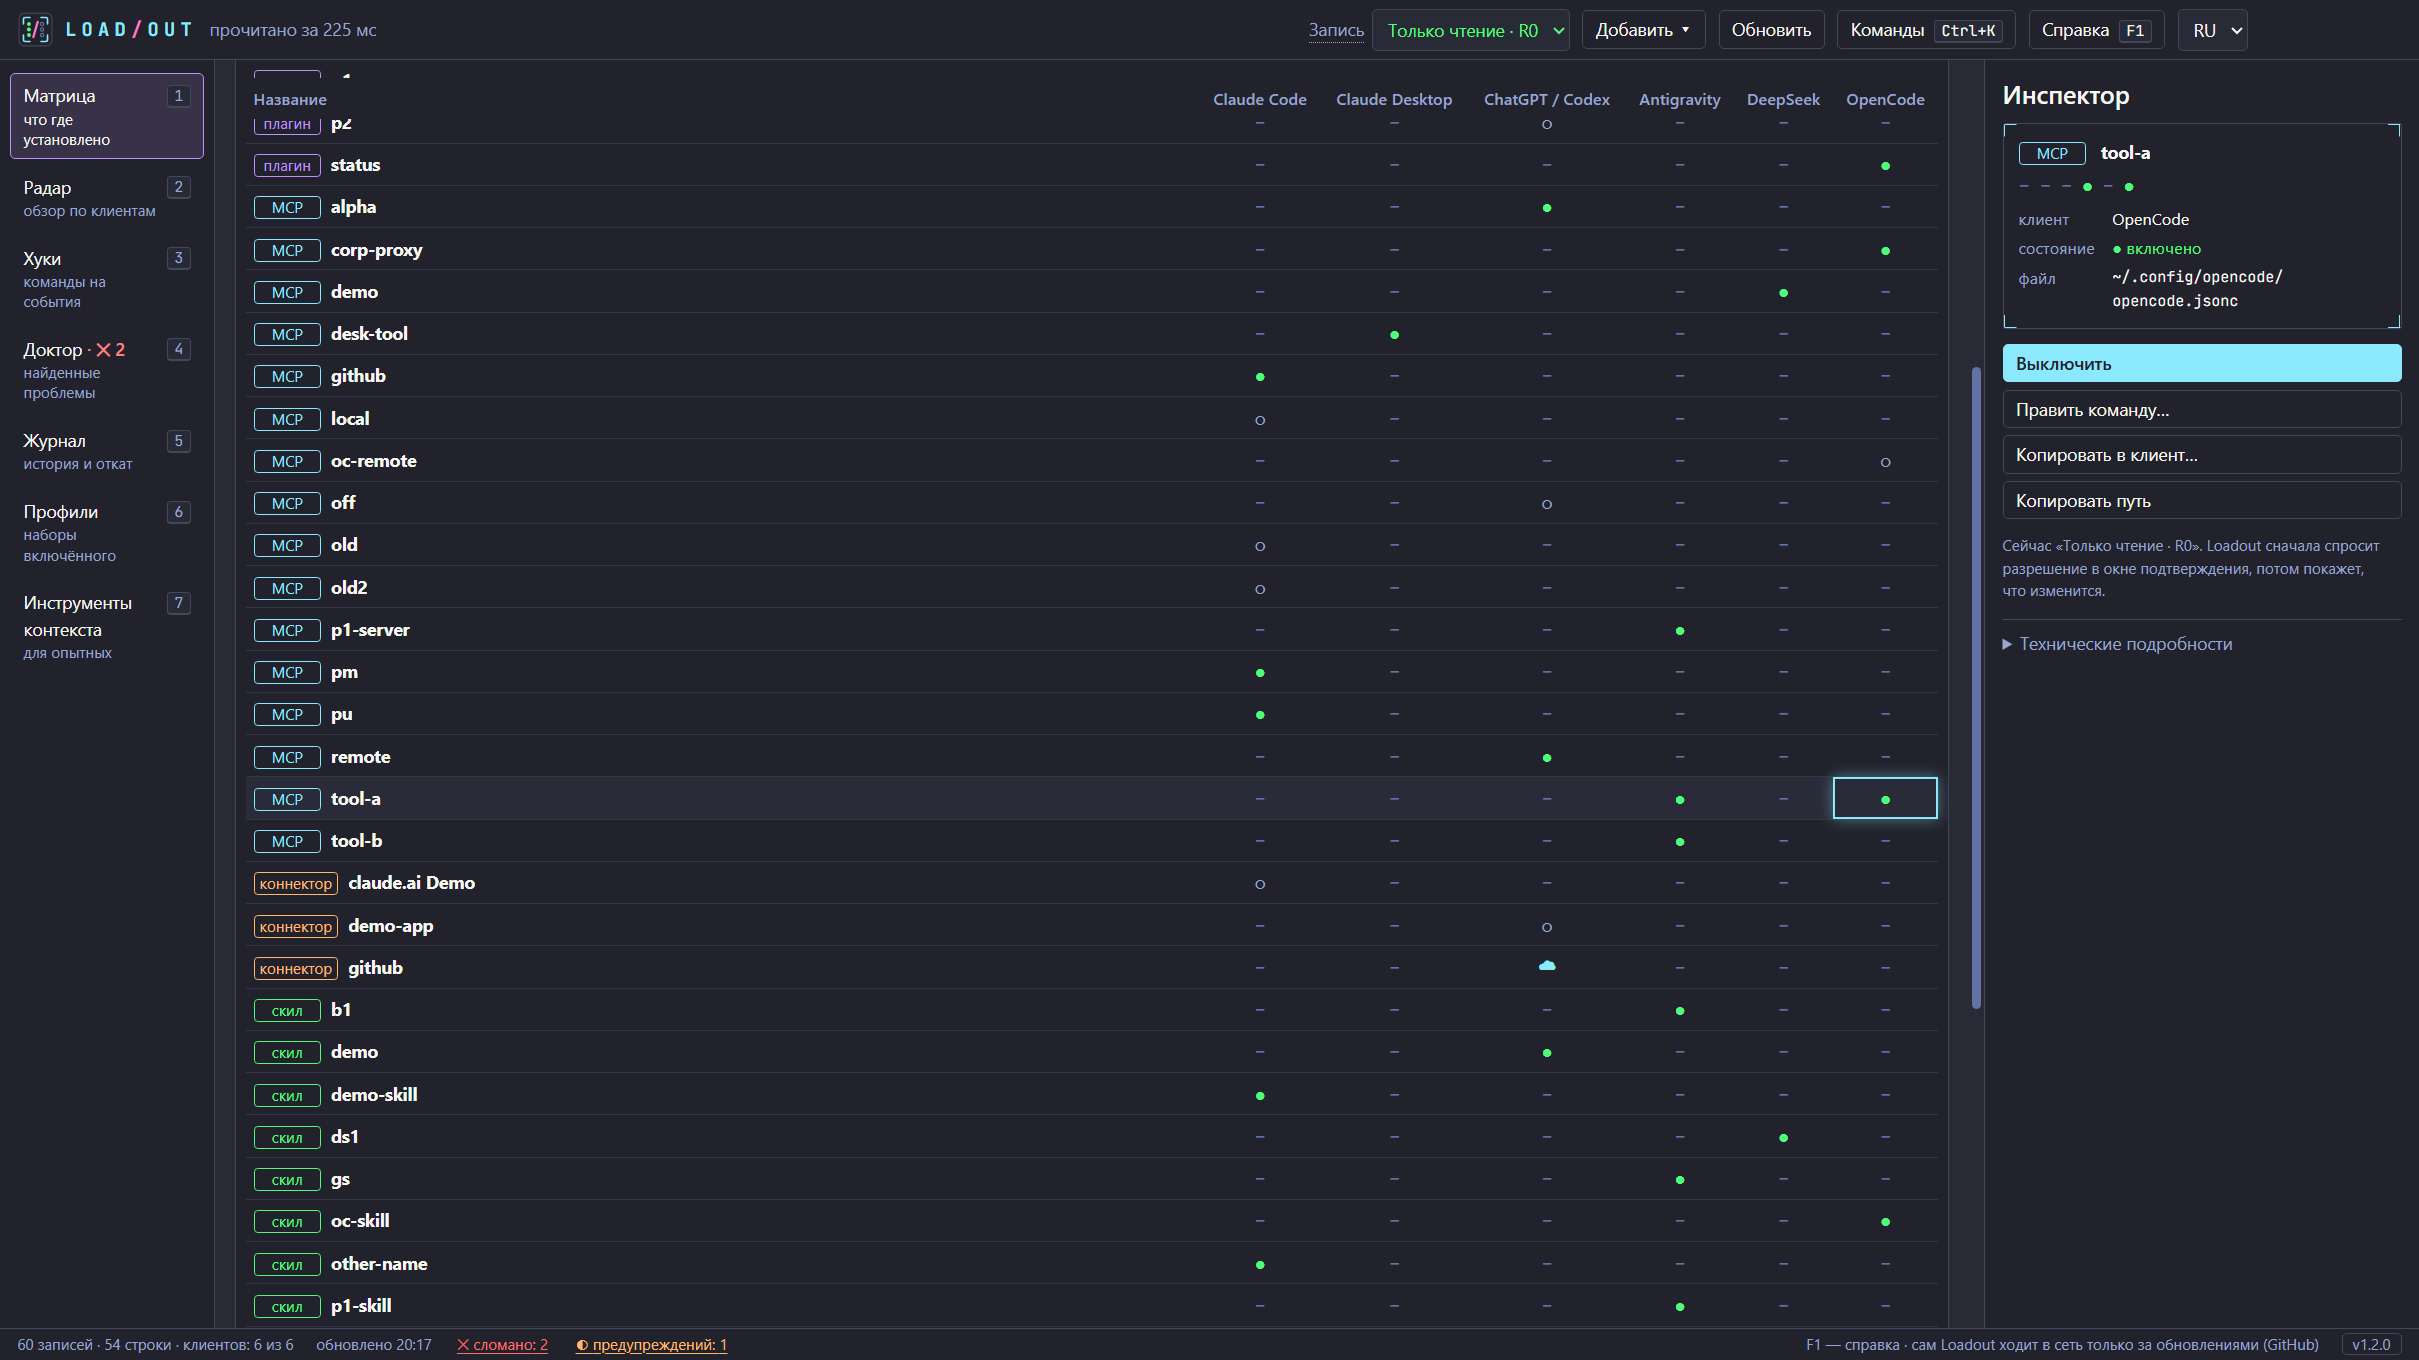 LOAD/OUT прочитано за 225 мс
Запись Только чтение · R0 Добавить ▾ Обновить Команды Ctrl+K Справка F1 RU
Матрица 1
что где
установлено
Радар 2
обзор по клиентам
Хуки 3
команды на
события
Доктор · ✕ 2 4
найденные
проблемы
Журнал 5
история и откат
Профили 6
наборы
включённого
Инструменты 7
контекста
для опытных
Название Claude Code Claude Desktop ChatGPT / Codex Antigravity DeepSeek OpenCode
плагин p2 – – ○ – – –
плагин status – – – – – ●
MCP alpha – – ● – – –
MCP corp-proxy – – – – – ●
MCP demo – – – – ● –
MCP desk-tool – ● – – – –
MCP github ● – – – – –
MCP local ○ – – – – –
MCP oc-remote – – – – – ○
MCP off – – ○ – – –
MCP old ○ – – – – –
MCP old2 ○ – – – – –
MCP p1-server – – – ● – –
MCP pm ● – – – – –
MCP pu ● – – – – –
MCP remote – – ● – – –
MCP tool-a – – – ● – ●
MCP tool-b – – – ● – –
коннектор claude.ai Demo ○ – – – – –
коннектор demo-app – – ○ – – –
коннектор github – – ☁ – – –
скил b1 – – – ● – –
скил demo – – ● – – –
скил demo-skill ● – – – – –
скил ds1 – – – – ● –
скил gs – – – ● – –
скил oc-skill – – – – – ●
скил other-name ● – – – – –
скил p1-skill – – – ● – –
Инспектор
MCP tool-a
– – – ● – ●
клиент OpenCode
состояние ● включено
файл ~/.config/opencode/
opencode.jsonc
Выключить
Править команду...
Копировать в клиент...
Копировать путь
Сейчас «Только чтение · R0». Loadout сначала спросит
разрешение в окне подтверждения, потом покажет,
что изменится.
▶ Технические подробности
60 записей · 54 строки · клиентов: 6 из 6 обновлено 20:17 ✕ сломано: 2 ◐ предупреждений: 1
F1 — справка · сам Loadout ходит в сеть только за обновлениями (GitHub) v1.2.0